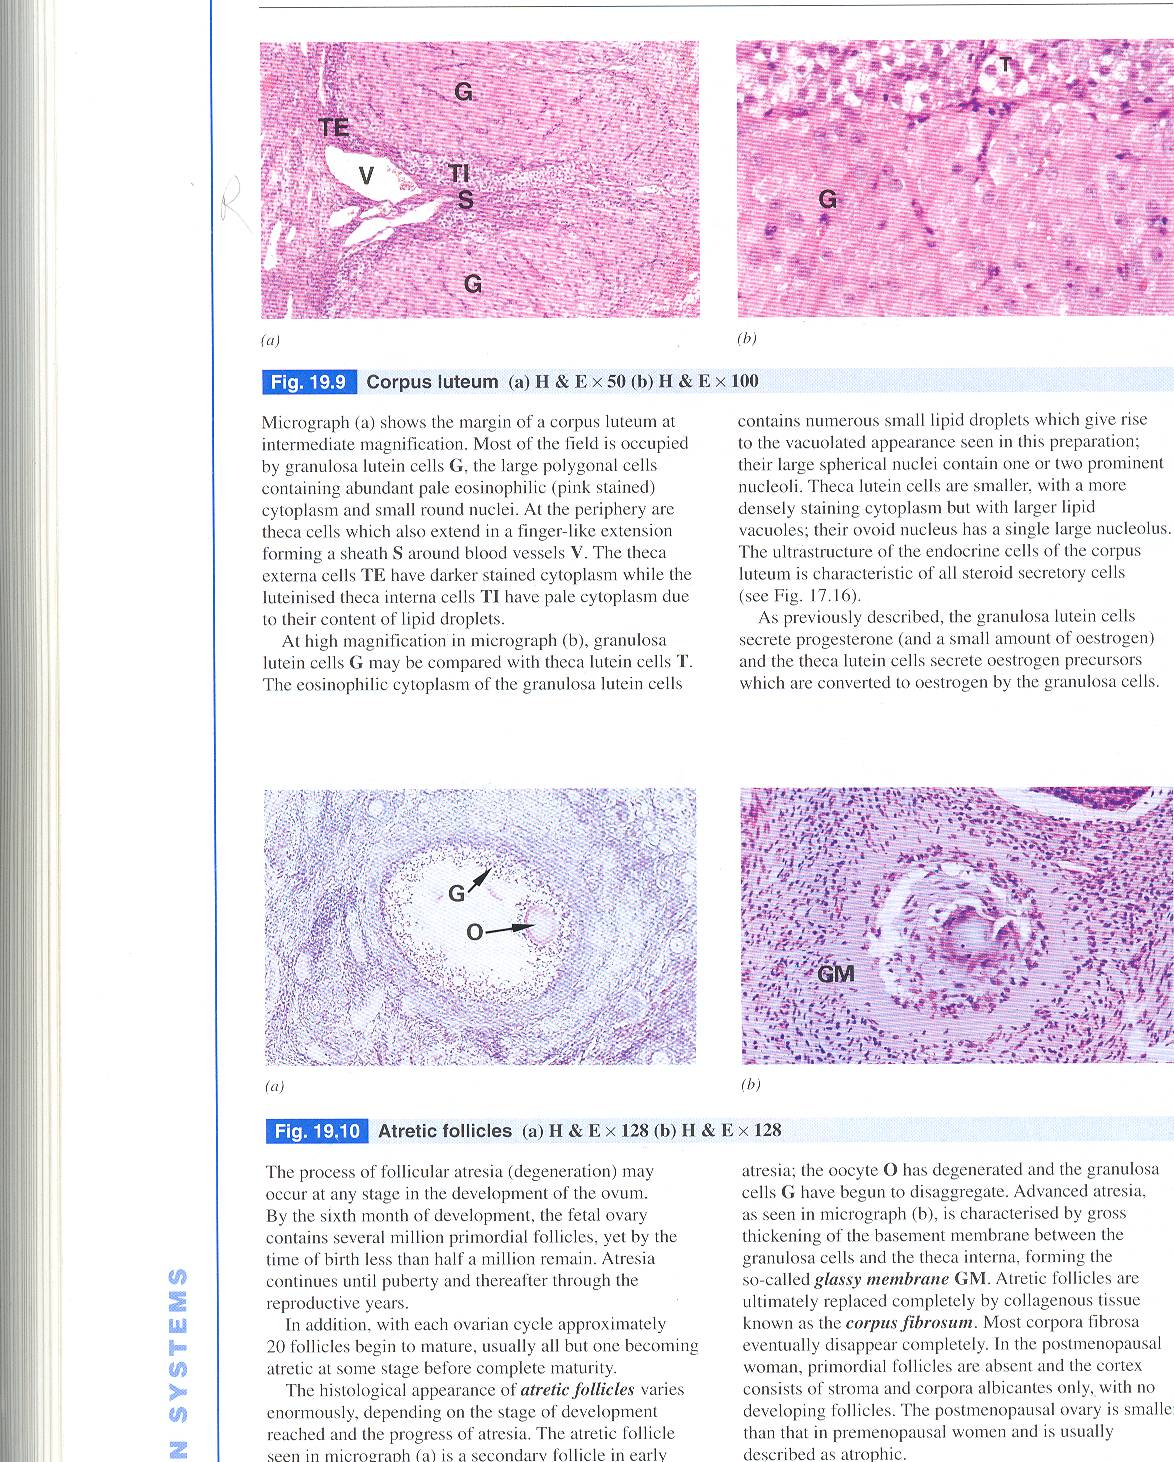 G
TE
V
TI
S
G
T
G
R
(a)
(b)
Fig. 19.9 Corpus luteum (a) H & E × 50 (b) H & E × 100
Micrograph (a) shows the margin of a corpus luteum at
intermediate magnification. Most of the field is occupied
by granulosa lutein cells G, the large polygonal cells
containing abundant pale eosinophilic (pink stained)
cytoplasm and small round nuclei. At the periphery are
theca cells which also extend in a finger-like extension
forming a sheath S around blood vessels V. The theca
externa cells TE have darker stained cytoplasm while the
luteinised theca interna cells TI have pale cytoplasm due
to their content of lipid droplets.
At high magnification in micrograph (b), granulosa
lutein cells G may be compared with theca lutein cells T.
The eosinophilic cytoplasm of the granulosa lutein cells
contains numerous small lipid droplets which give rise
to the vacuolated appearance seen in this preparation;
their large spherical nuclei contain one or two prominent
nucleoli. Theca lutein cells are smaller, with a more
densely staining cytoplasm but with larger lipid
vacuoles; their ovoid nucleus has a single large nucleolus.
The ultrastructure of the endocrine cells of the corpus
luteum is characteristic of all steroid secretory cells
(see Fig. 17.16).
As previously described, the granulosa lutein cells
secrete progesterone (and a small amount of oestrogen)
and the theca lutein cells secrete oestrogen precursors
which are converted to oestrogen by the granulosa cells.
G
O
GM
(a)
(b)
Fig. 19.10 Atretic follicles (a) H & E × 128 (b) H & E × 128
The process of follicular atresia (degeneration) may
occur at any stage in the development of the ovum.
By the sixth month of development, the fetal ovary
contains several million primordial follicles, yet by the
time of birth less than half a million remain. Atresia
continues until puberty and thereafter through the
reproductive years.
In addition, with each ovarian cycle approximately
20 follicles begin to mature, usually all but one becoming
atretic at some stage before complete maturity.
The histological appearance of atretic follicles varies
enormously, depending on the stage of development
reached and the progress of atresia. The atretic follicle
seen in micrograph (a) is a secondary follicle in early
atresia; the oocyte O has degenerated and the granulosa
cells G have begun to disaggregate. Advanced atresia,
as seen in micrograph (b), is characterised by gross
thickening of the basement membrane between the
granulosa cells and the theca interna, forming the
so-called glassy membrane GM. Atretic follicles are
ultimately replaced completely by collagenous tissue
known as the corpus fibrosum. Most corpora fibrosa
eventually disappear completely. In the postmenopausal
woman, primordial follicles are absent and the cortex
consists of stroma and corpora albicantes only, with no
developing follicles. The postmenopausal ovary is smalle
than that in premenopausal women and is usually
described as atrophic.
N SYSTEMS